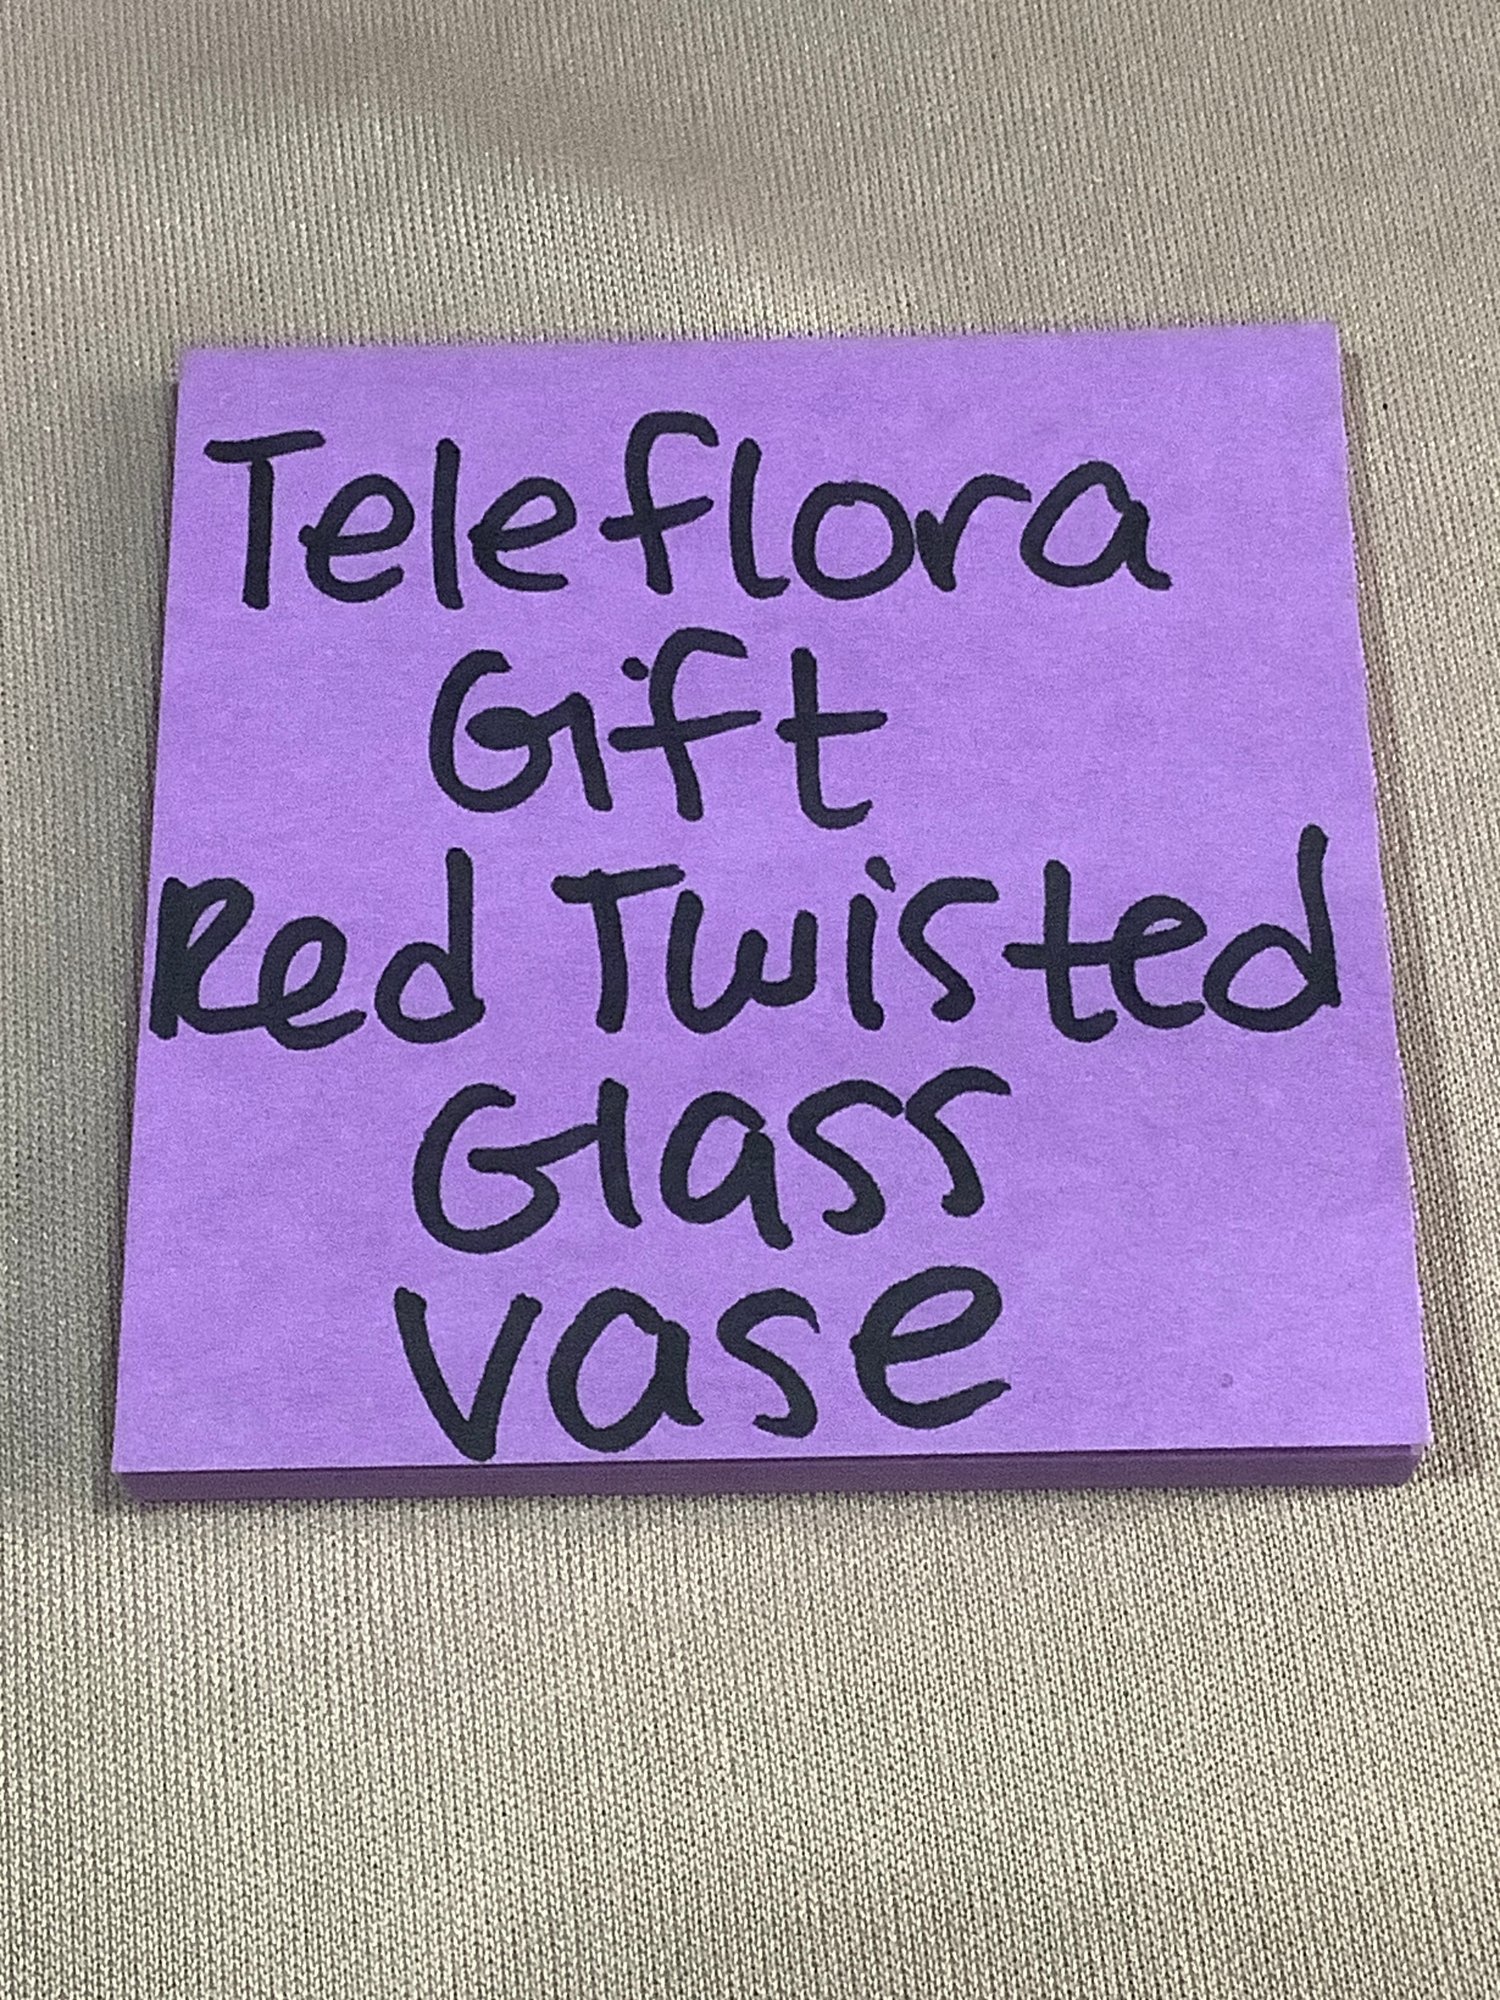 Teleflora
Gift
Red Twisted
Glass
vase